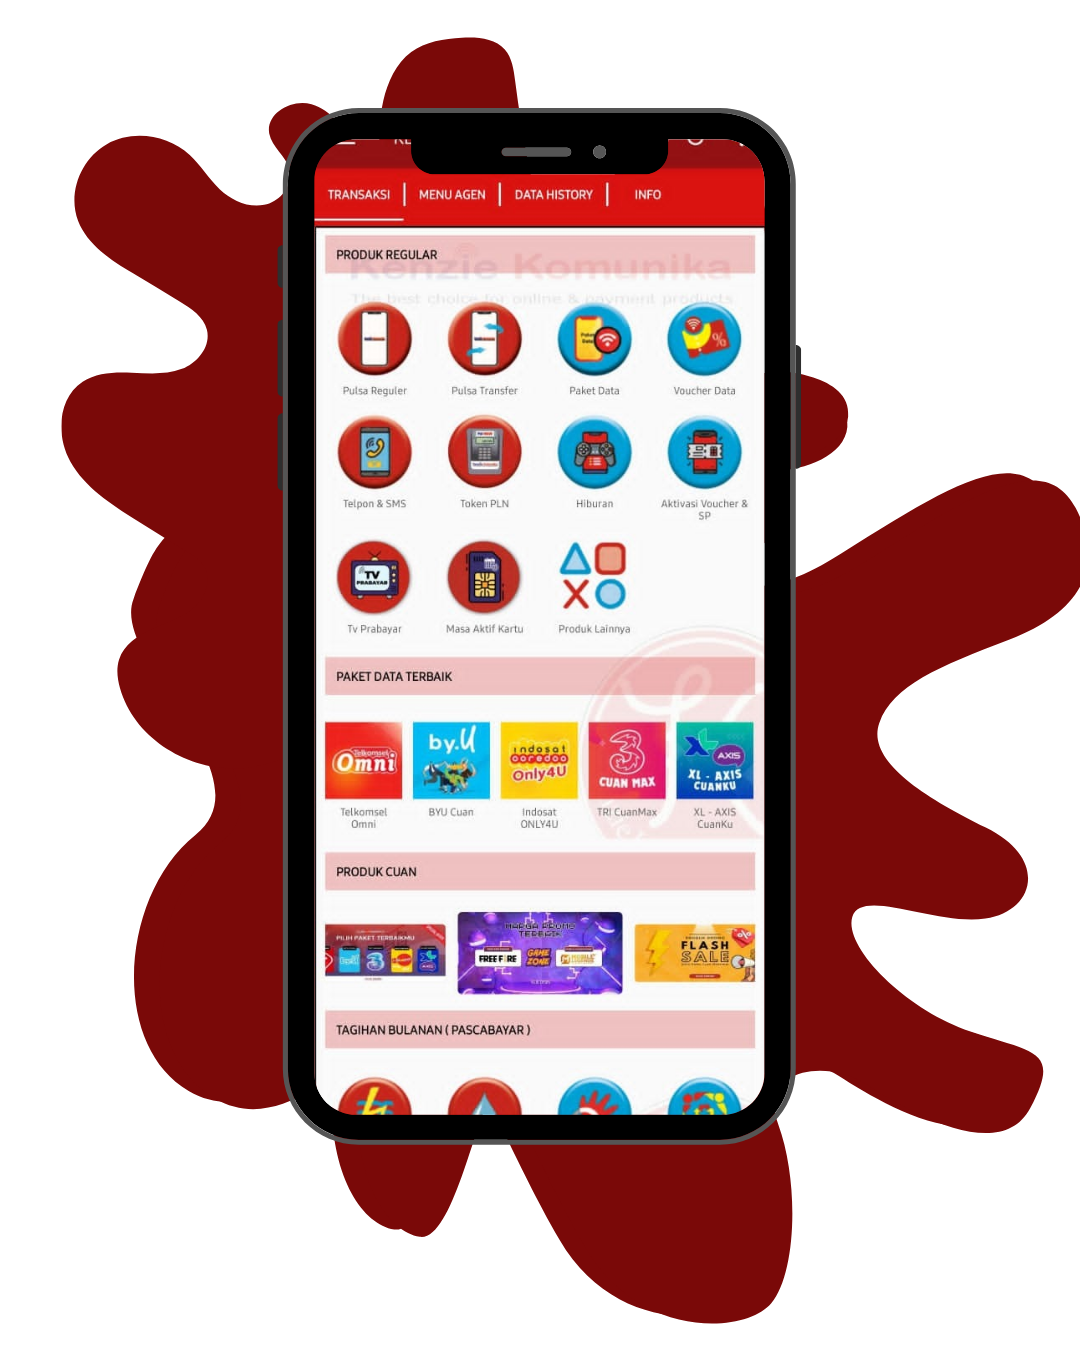 TRANSAKSI
MENU AGEN
DATA HISTORY
INFO
PRODUK REGULAR
Kenzie Komunika
The best choice for online & payment products
%
Pulsa Reguler
Pulsa Transfer
Paket Data
Voucher Data
Telpon & SMS
Token PLN
Hiburan
Aktivasi Voucher &
SP
TV
PRABAYAR
Tv Prabayar
Masa Aktif Kartu
Produk Lainnya
PAKET DATA TERBAIK
Telkomsel
Omni
by.U
indosat
ooredoo
Only4U
3
CUAN MAX
XL
AXIS
XL - AXIS
CUANKU
Telkomsel
Omni
BYU Cuan
Indosat
ONLY4U
TRI CuanMax
XL - AXIS
CuanKu
PRODUK CUAN
PILIH PAKET TERBAIKMU
3
HARGA PROMO
TERBAIK
FREE FIRE
GAME
ZONE
FLASH
SALE
%
TAGIHAN BULANAN ( PASCABAYAR )